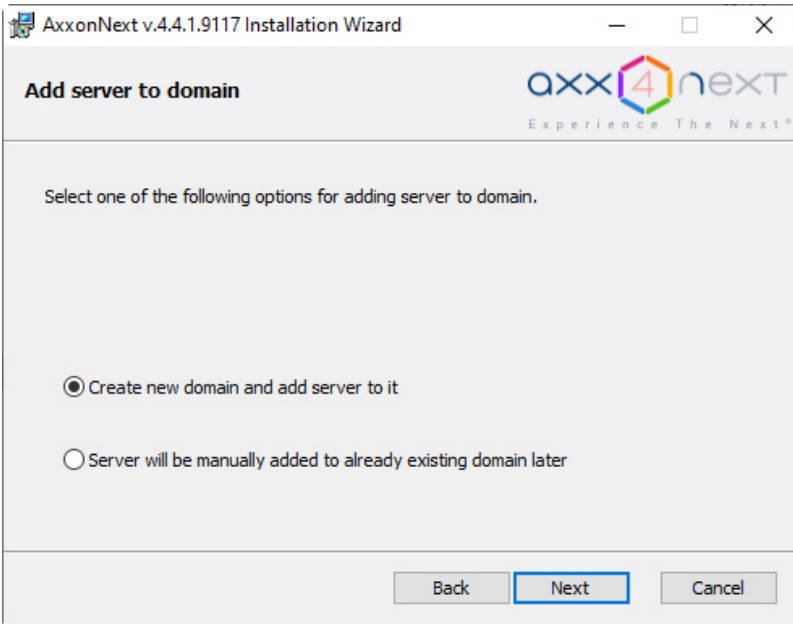 AxxonNext v.4.4.1.9117 Installation Wizard
Add server to domain
axx4next
Experience The Next®
Select one of the following options for adding server to domain.
Create new domain and add server to it
Server will be manually added to already existing domain later
Back Next Cancel